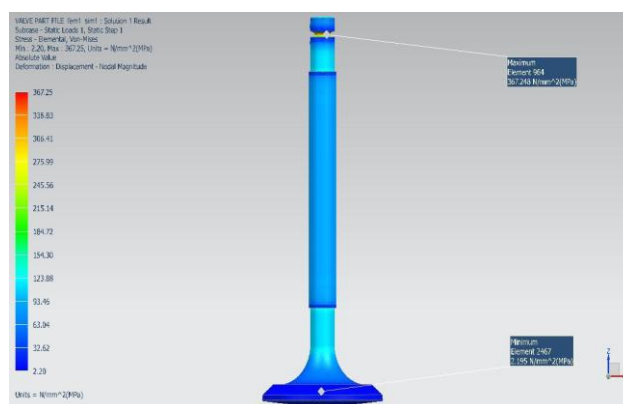 VALVE PART FILE fem1 sim1 : Solution 1 Result
Subcase - Static Loads 1, Static Step 1
Stress - Elemental, Von-Mises
Min : 2.20, Max : 367.25, Units = N/mm^2(MPa)
Absolute Value
Deformation : Displacement - Nodal Magnitude
367.25
336.83
306.41
275.99
245.56
215.14
184.72
154.30
123.88
93.46
63.04
32.62
2.20
Units = N/mm^2(MPa)
Maximum
Element 964
367.248 N/mm^2(MPa)
Minimum
Element 2467
2.195 N/mm^2(MPa)
Z